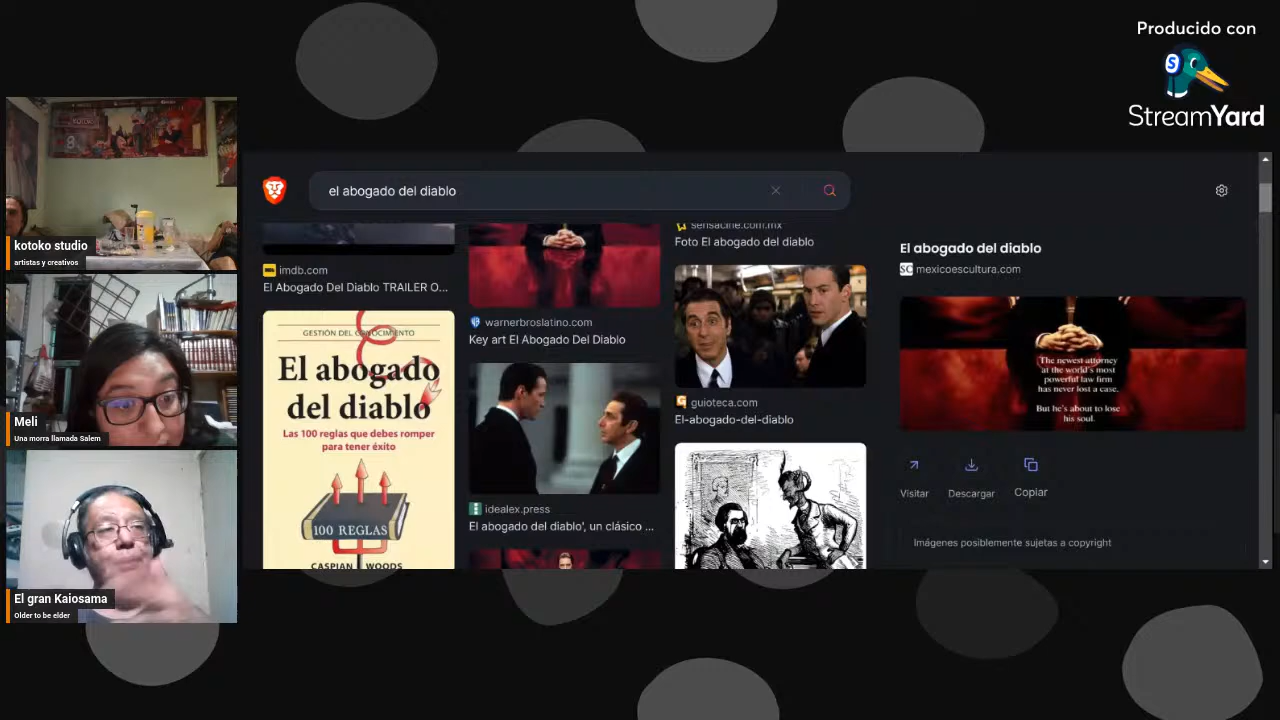 Producido con
StreamYard
kotoko studio
artistas y creativos
Meli
Una morra llamada Salem
El gran Kaiosama
Older to be elder
el abogado del diablo
imdb.com
El Abogado Del Diablo TRAILER O...
GESTIÓN DEL CONOCIMIENTO
El abogado
del diablo
Las 100 reglas que debes romper
para tener éxito
100 REGLAS
CASPIAN WOODS
warnerbroslatino.com
Key art El Abogado Del Diablo
idealex.press
El abogado del diablo', un clásico ...
sensacine.com.mx
Foto El abogado del diablo
guioteca.com
El-abogado-del-diablo
El abogado del diablo
mexicoescultura.com
The newest attorney
at the world's most
powerful law firm
has never lost a case.
But he's about to lose
his soul.
Visitar
Descargar
Copiar
Imágenes posiblemente sujetas a copyright